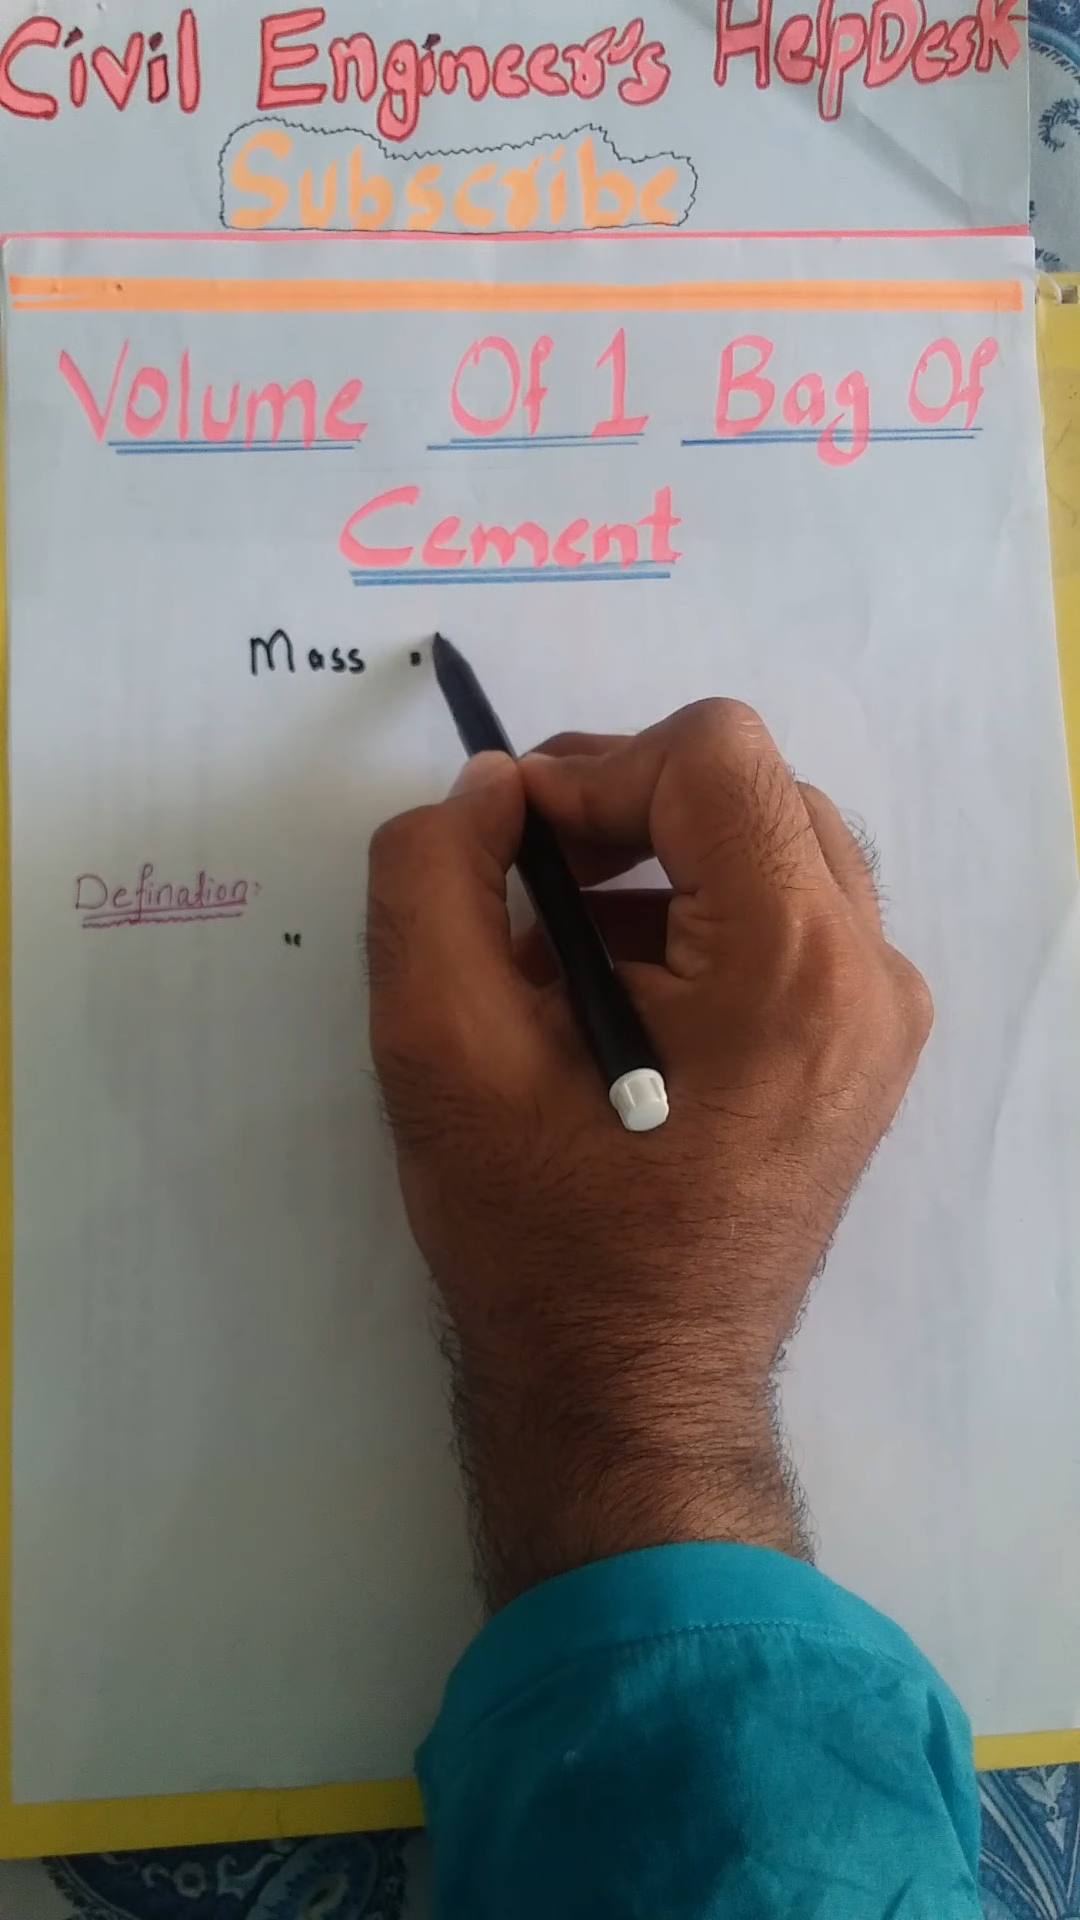 Civil Engineer's HelpDesk
Subscribe
Volume Of 1 Bag Of
Cement
Mass
Defination:
"